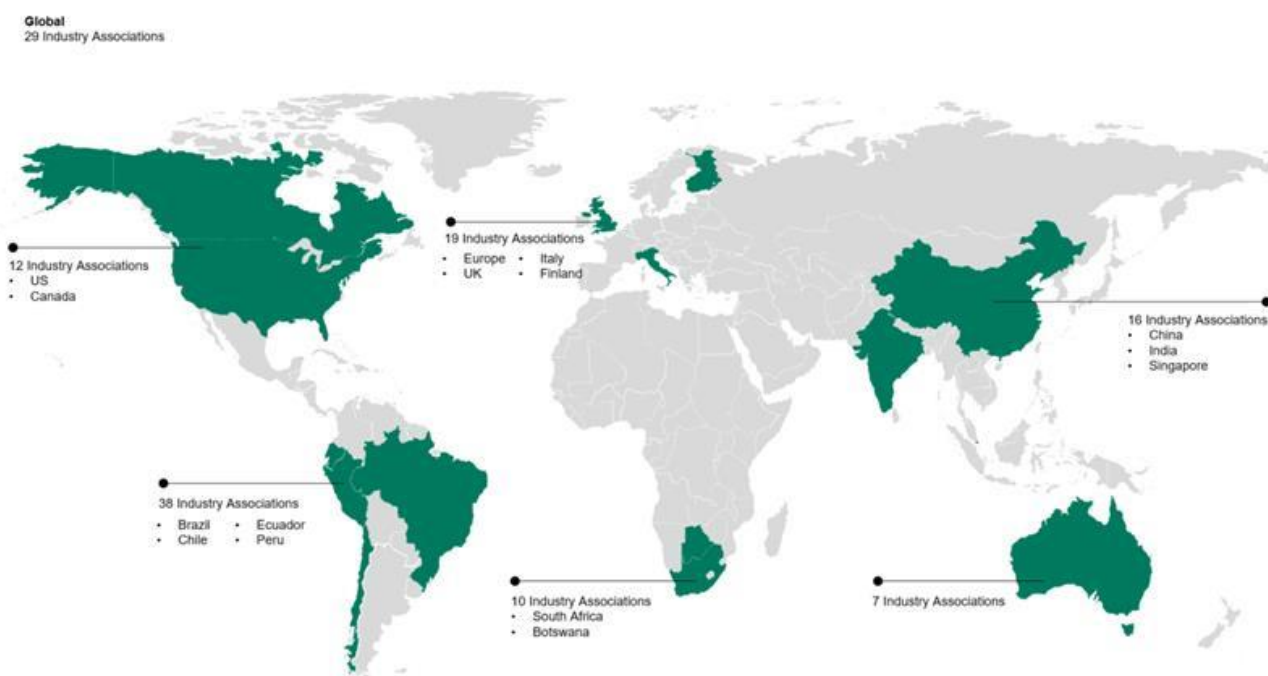 Global
29 Industry Associations
12 Industry Associations
• US
• Canada
19 Industry Associations
• Europe • Italy
• UK • Finland
16 Industry Associations
• China
• India
• Singapore
38 Industry Associations
• Brazil • Ecuador
• Chile • Peru
10 Industry Associations
• South Africa
• Botswana
7 Industry Associations